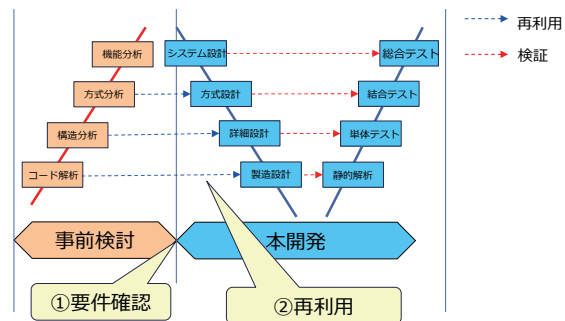 機能分析
システム設計
総合テスト
再利用
検証
方式分析
方式設計
結合テスト
構造分析
詳細設計
単体テスト
コード解析
製造設計
静的解析
事前検討
本開発
①要件確認
②再利用